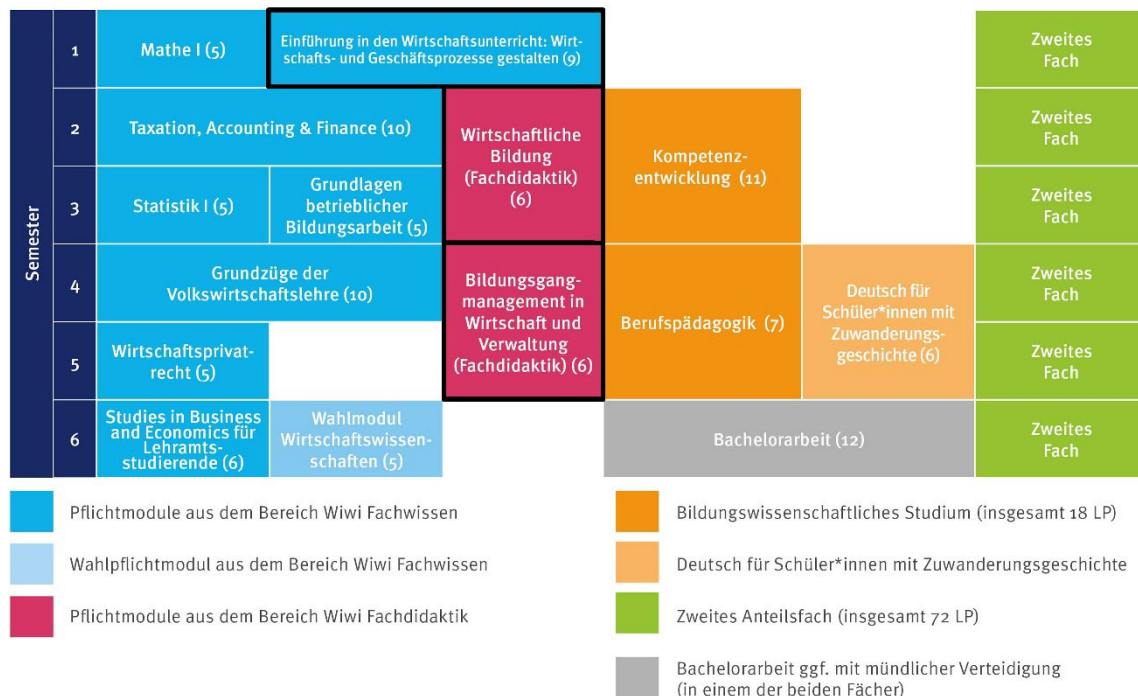 Semester
1
Mathe I (5)
Einführung in den Wirtschaftsunterricht: Wirt-
schafts- und Geschäftsprozesse gestalten (9)
Zweites
Fach
2
Taxation, Accounting & Finance (10)
Wirtschaftliche
Bildung
(Fachdidaktik)
(6)
Kompetenz-
entwicklung (11)
Zweites
Fach
3
Statistik I (5)
Grundlagen
betrieblicher
Bildungsarbeit (5)
Zweites
Fach
4
Grundzüge der
Volkswirtschaftslehre (10)
Bildungsgang-
management in
Wirtschaft und
Verwaltung
(Fachdidaktik) (6)
Berufspädagogik (7)
Deutsch für
Schüler*innen mit
Zuwanderungs-
geschichte (6)
Zweites
Fach
5
Wirtschaftsprivat-
recht (5)
Zweites
Fach
6
Studies in Business
and Economics für
Lehramts-
studierende (6)
Wahlmodul
Wirtschaftswissen-
schaften (5)
Bachelorarbeit (12)
Zweites
Fach
Pflichtmodule aus dem Bereich Wiwi Fachwissen
Wahlpflichtmodul aus dem Bereich Wiwi Fachwissen
Pflichtmodule aus dem Bereich Wiwi Fachdidaktik
Bildungswissenschaftliches Studium (insgesamt 18 LP)
Deutsch für Schüler*innen mit Zuwanderungsgeschichte
Zweites Anteilsfach (insgesamt 72 LP)
Bachelorarbeit ggf. mit mündlicher Verteidigung
(in einem der beiden Fächer)